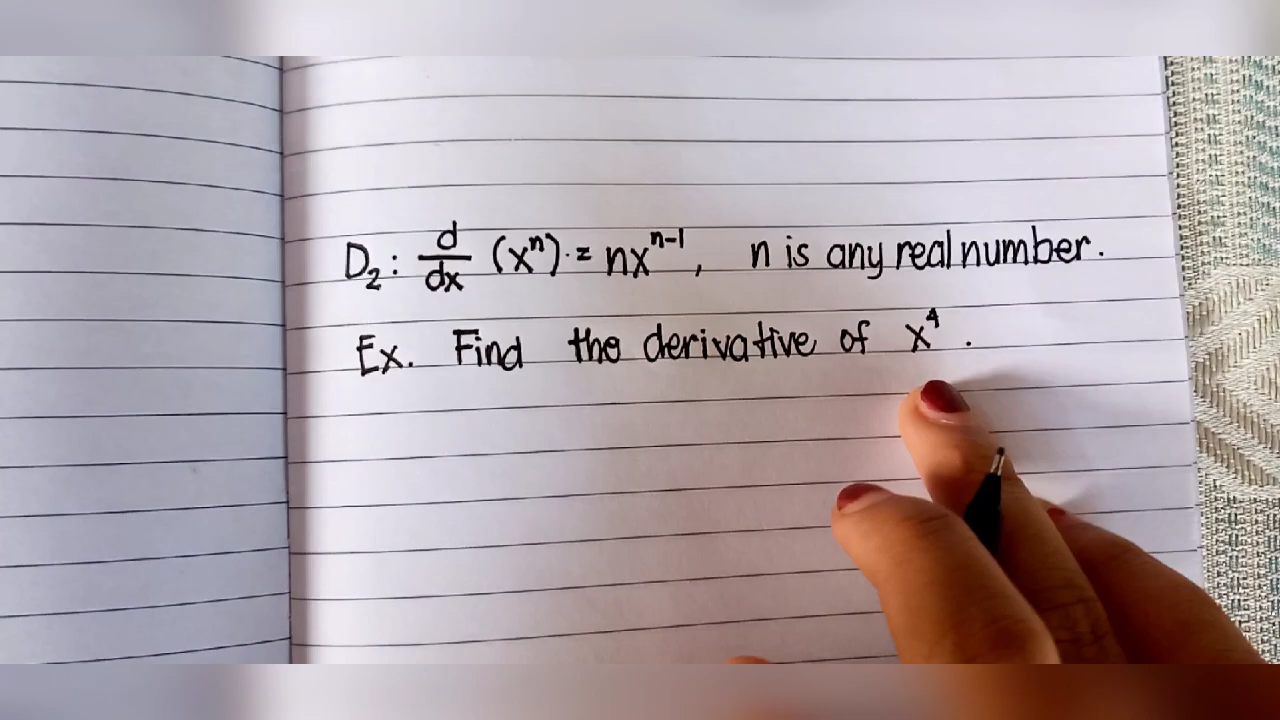 D₂: d/dx (xⁿ) = nxⁿ⁻¹, n is any real number.
Ex. Find the derivative of x⁴.